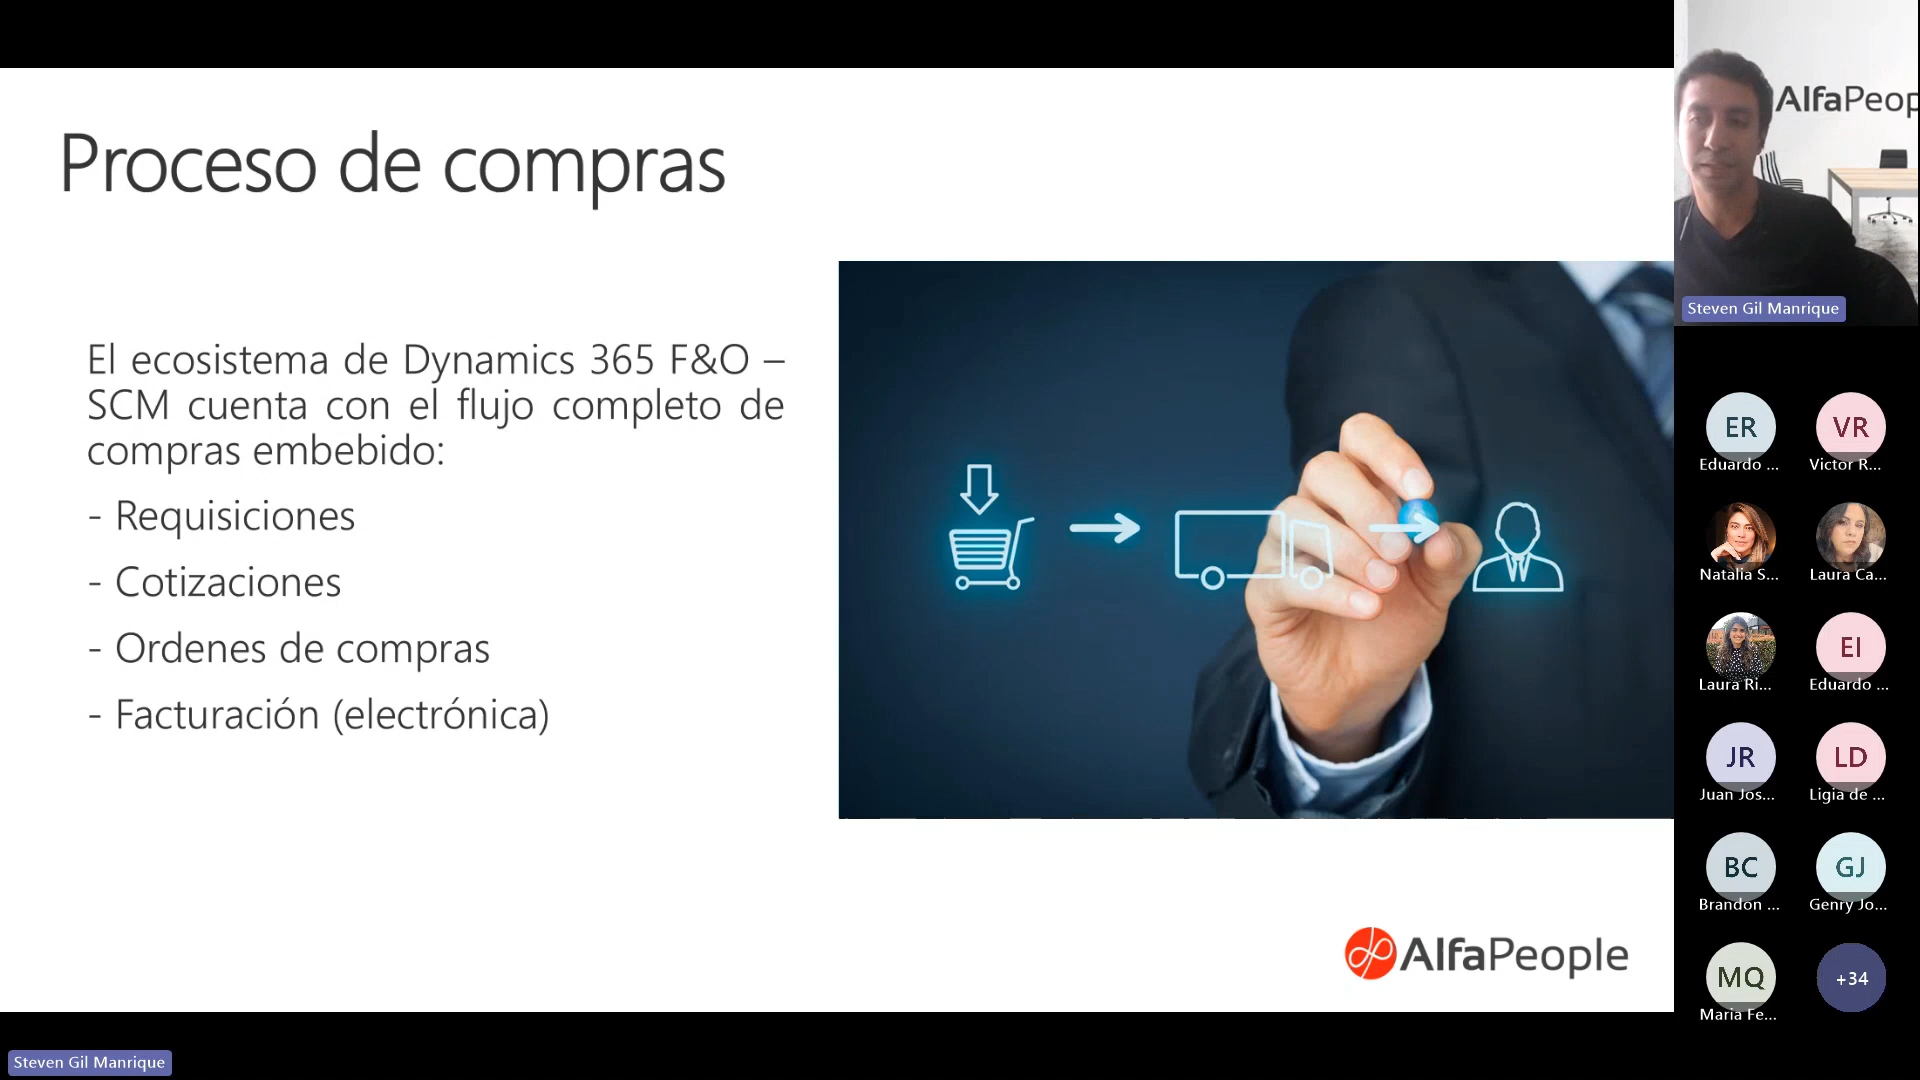 Proceso de compras
El ecosistema de Dynamics 365 F&O –
SCM cuenta con el flujo completo de
compras embebido:
- Requisiciones
- Cotizaciones
- Ordenes de compras
- Facturación (electrónica)
AlfaPeople
AlfaPeop
Steven Gil Manrique
ER
Eduardo ...
VR
Victor R...
Natalia S...
Laura Ca...
Laura Ri...
EI
Eduardo ...
JR
Juan Jos...
LD
Ligia de ...
BC
Brandon ...
GJ
Genry Jo...
MQ
Maria Fe...
+34
Steven Gil Manrique